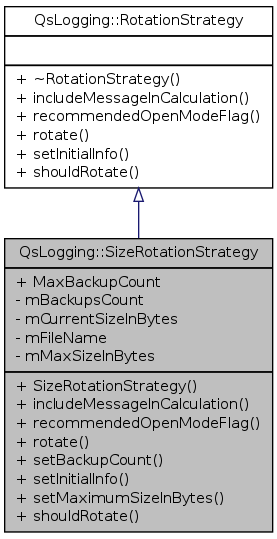 QsLogging::RotationStrategy
+ ~RotationStrategy()
+ includeMessageInCalculation()
+ recommendedOpenModeFlag()
+ rotate()
+ setInitialInfo()
+ shouldRotate()
QsLogging::SizeRotationStrategy
+ MaxBackupCount
- mBackupsCount
- mCurrentSizeInBytes
- mFileName
- mMaxSizeInBytes
+ SizeRotationStrategy()
+ includeMessageInCalculation()
+ recommendedOpenModeFlag()
+ rotate()
+ setBackupCount()
+ setInitialInfo()
+ setMaximumSizeInBytes()
+ shouldRotate()